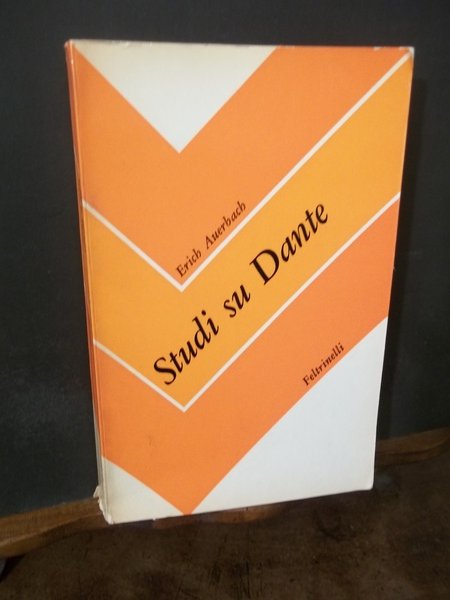 Erich Auerbach
Studi su Dante
Feltrinelli